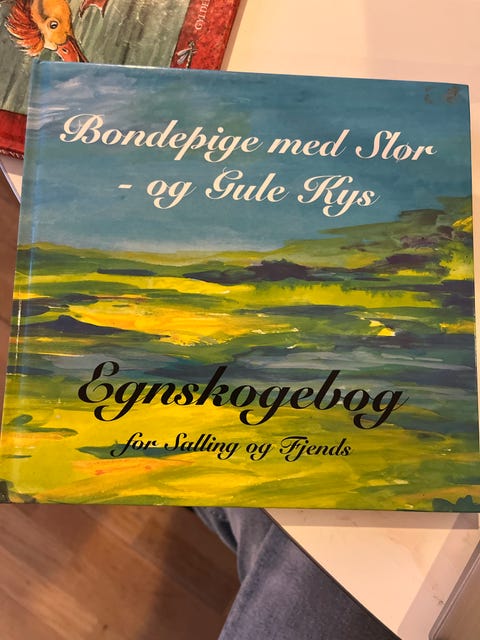 Bondepige med Slør
- og Gule Kys
Egnskogebog
for Salling og Fjends